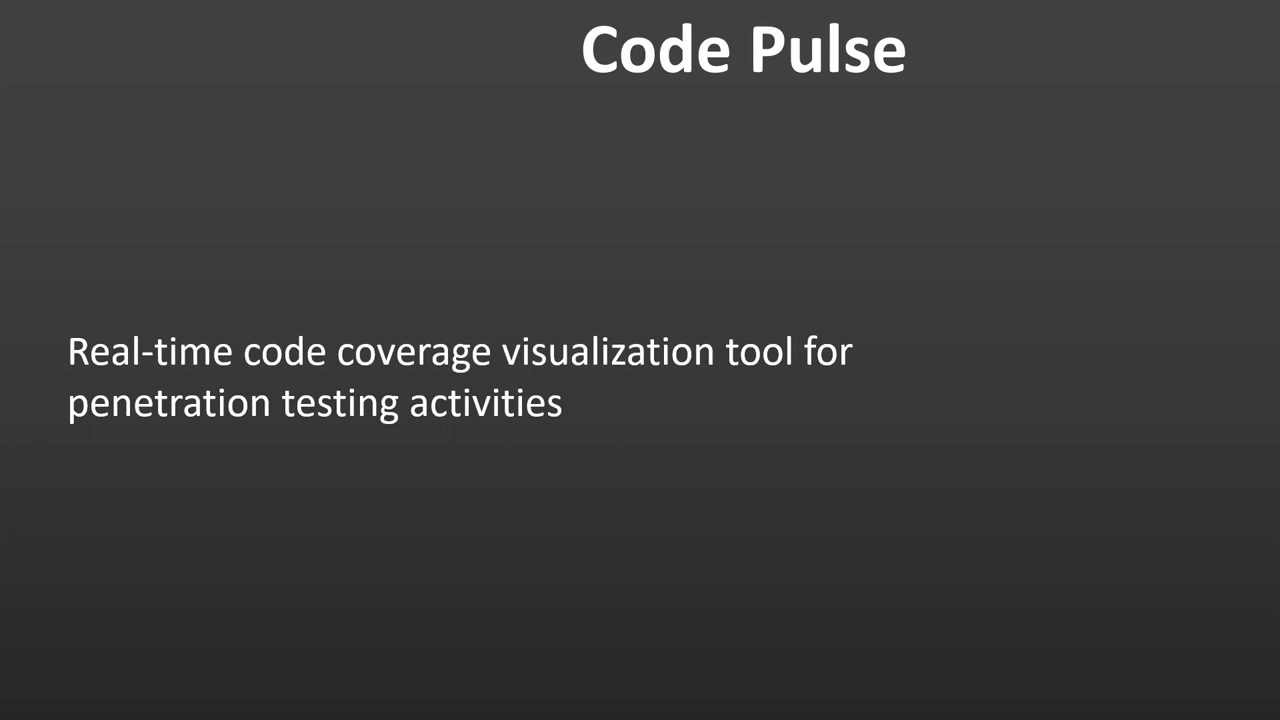 Code Pulse
Real-time code coverage visualization tool for
penetration testing activities